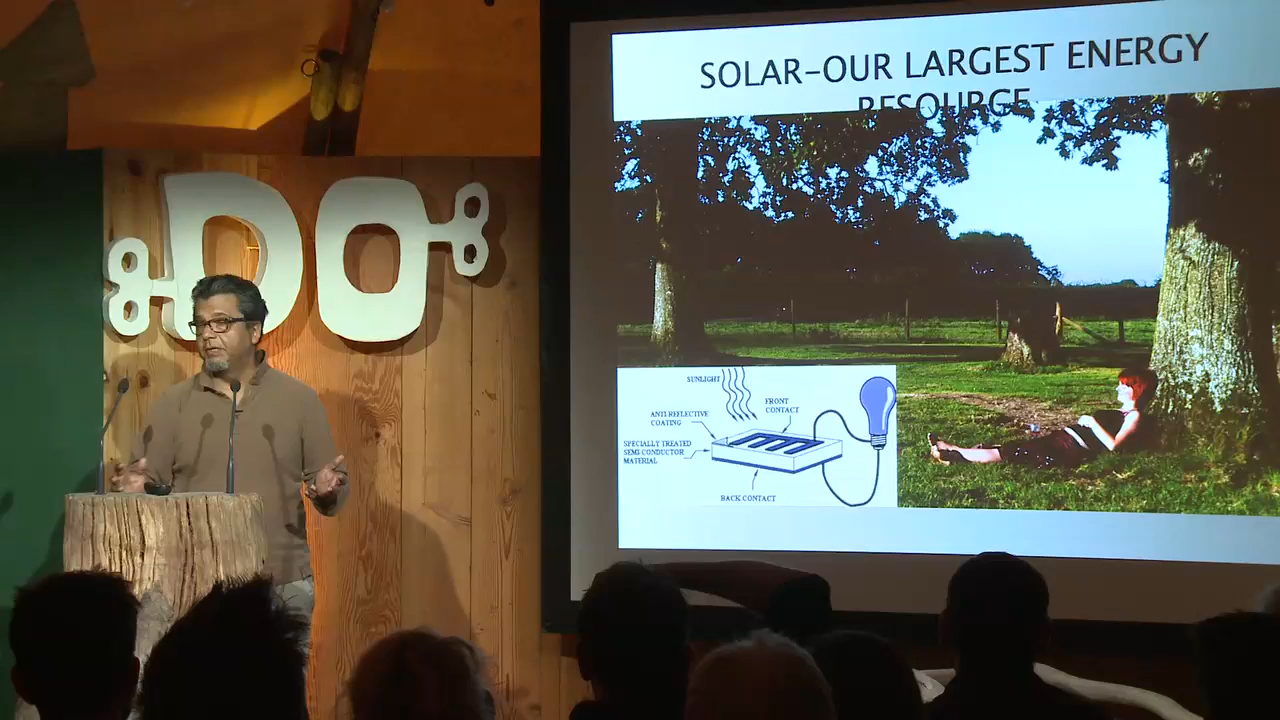 DO
SOLAR-OUR LARGEST ENERGY
RESOURCE
SUNLIGHT
FRONT
CONTACT
ANTI REFLECTIVE
COATING
SPECIALLY TREATED
SEMI-CONDUCTOR
MATERIAL
BACK CONTACT